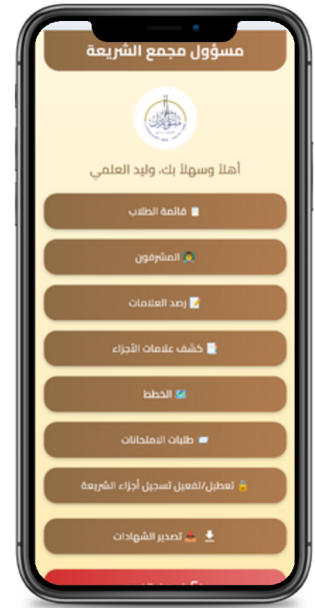 مسؤول مجمع الشريعة
أهلاً وسهلاً بك، وليد العلمي
قائمة الطلاب
المشرفون
رصد العلامات
كشف علامات الأجزاء
الخطط
طلبات الامتحانات
تعطيل/تفعيل تسجيل أجزاء الشريعة
تصدير الشهادات